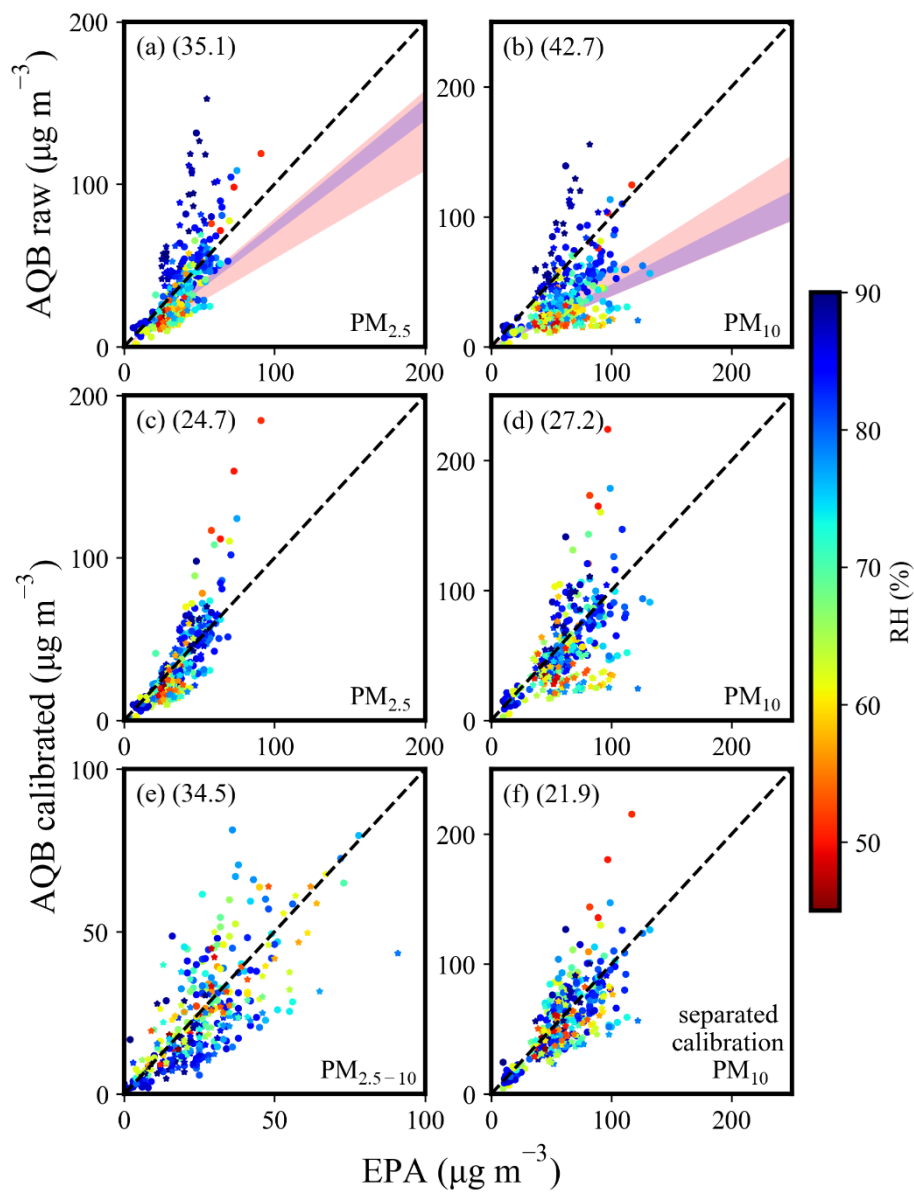 (a) (35.1)
200
100
0
0
100
200
PM2.5
AQB raw (μg m−3)
(b) (42.7)
200
100
0
0
100
200
PM10
(c) (24.7)
200
100
0
0
100
200
PM2.5
AQB calibrated (μg m−3)
(d) (27.2)
200
100
0
0
100
200
PM10
(e) (34.5)
100
50
0
0
50
100
PM2.5−10
(f) (21.9)
200
100
0
0
100
200
separated
calibration
PM10
EPA (μg m−3)
90
80
70
60
50
RH (%)